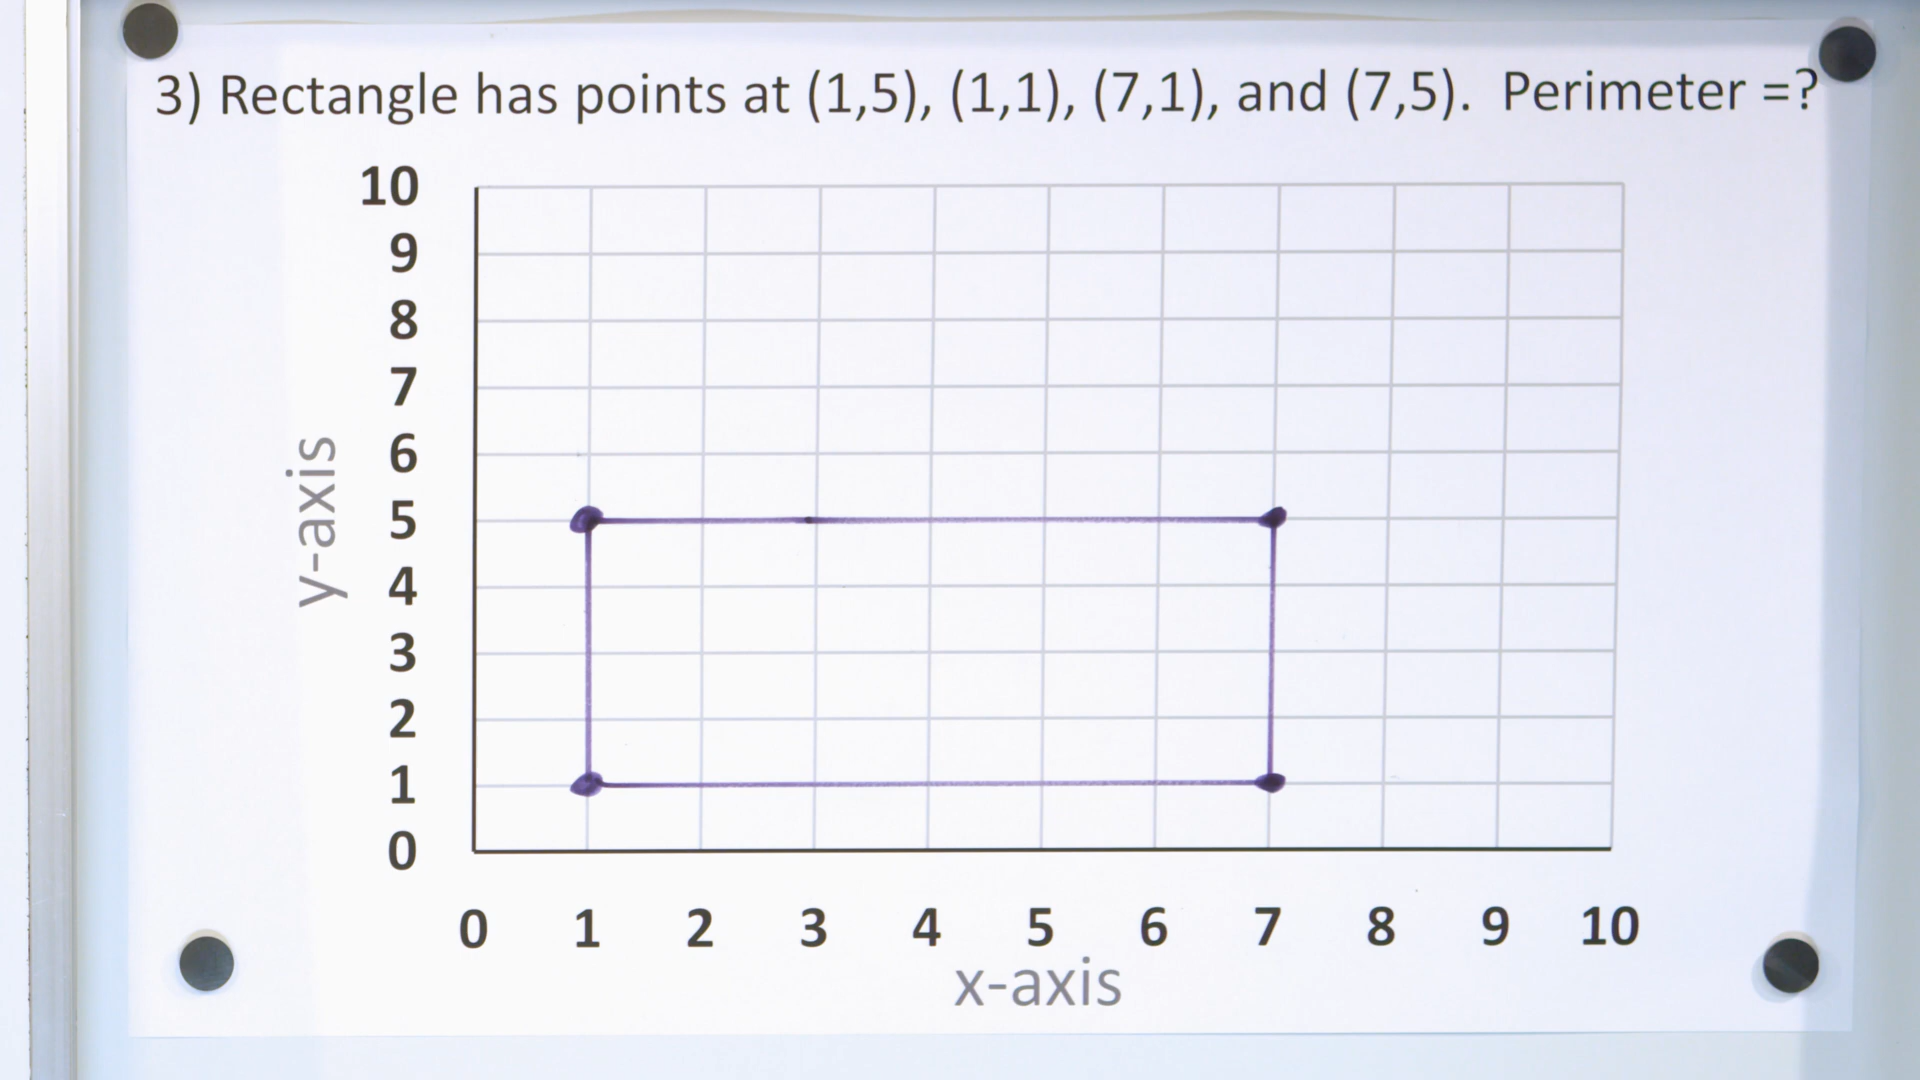 3) Rectangle has points at (1,5), (1,1), (7,1), and (7,5). Perimeter =?
10
9
8
7
6
5
4
3
2
1
0
y-axis
0 1 2 3 4 5 6 7 8 9 10
x-axis